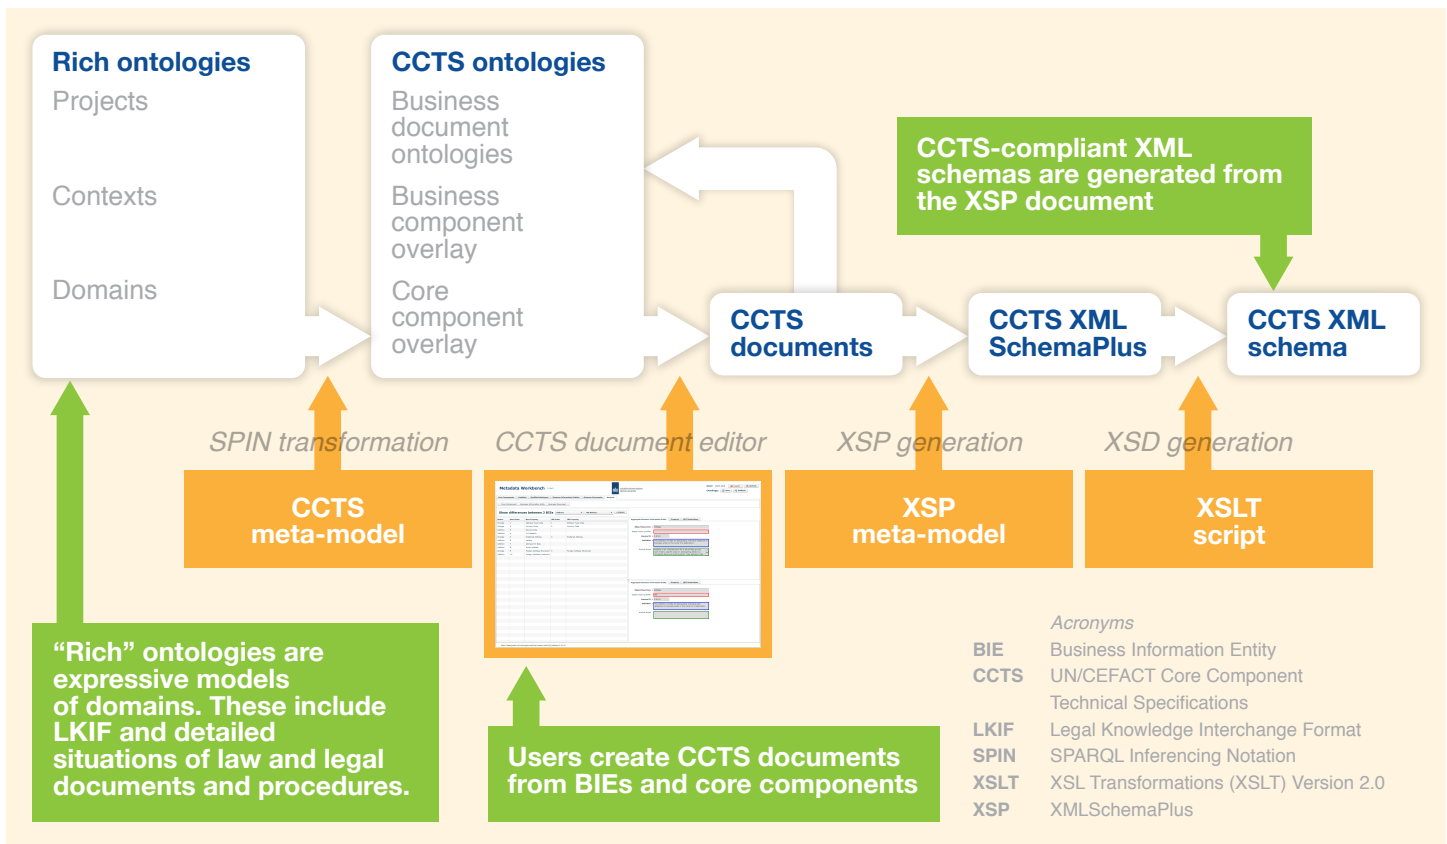 Rich ontologies
Projects
Contexts
Domains
CCTS ontologies
Business
document
ontologies
Business
component
overlay
Core
component
overlay
CCTS
documents
CCTS XML
SchemaPlus
CCTS XML
schema
CCTS-compliant XML
schemas are generated from
the XSP document
SPIN transformation
CCTS ducument editor
XSP generation
XSD generation
CCTS
meta-model
Metadata Workbench
Show differences between 2 BIEs
XSP
meta-model
XSLT
script
“Rich” ontologies are
expressive models
of domains. These include
LKIF and detailed
situations of law and legal
documents and procedures.
Users create CCTS documents
from BIEs and core components
Acronyms
BIE Business Information Entity
CCTS UN/CEFACT Core Component
Technical Specifications
LKIF Legal Knowledge Interchange Format
SPIN SPARQL Inferencing Notation
XSLT XSL Transformations (XSLT) Version 2.0
XSP XMLSchemaPlus